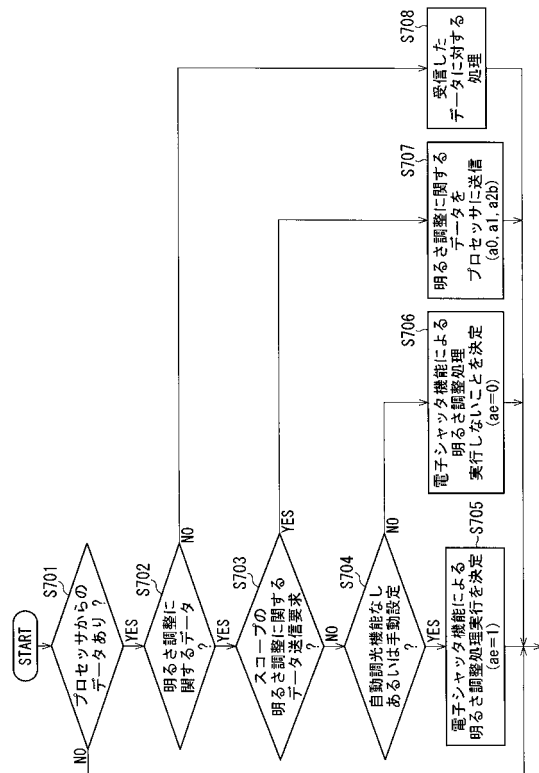 START
S701
プロセッサからの
データあり?
NO
YES
S702
明るさ調整に
関するデータ
?
NO
YES
S703
スコープの
明るさ調整に関する
データ送信要求
?
YES
NO
S704
自動調光機能なし
あるいは手動設定
?
NO
YES
S705
電子シャッタ機能による
明るさ調整処理実行を決定
(ae=1)
S706
電子シャッタ機能による
明るさ調整処理
実行しないことを決定
(ae=0)
S707
明るさ調整に関する
データを
プロセッサに送信
(a0, a1, a2b)
S708
受信した
データに対する
処理